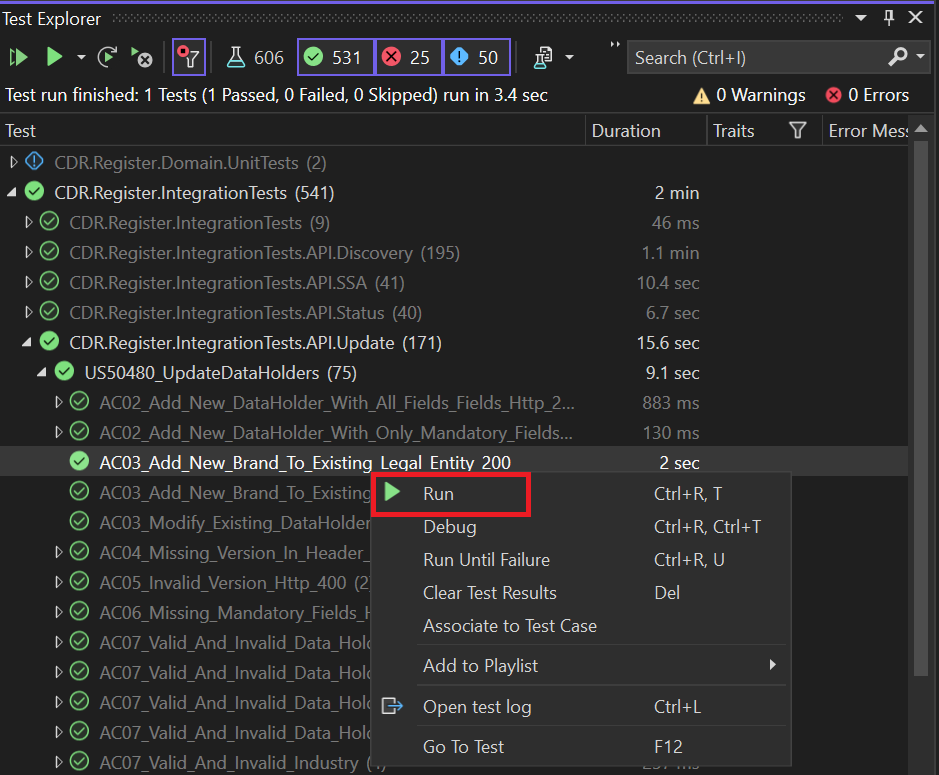 Test Explorer
606 531 25 50 Search (Ctrl+I)
Test run finished: 1 Tests (1 Passed, 0 Failed, 0 Skipped) run in 3.4 sec 0 Warnings 0 Errors
Test Duration Traits Error Mess
CDR.Register.Domain.UnitTests (2)
CDR.Register.IntegrationTests (541) 2 min
CDR.Register.IntegrationTests (9) 46 ms
CDR.Register.IntegrationTests.API.Discovery (195) 1.1 min
CDR.Register.IntegrationTests.API.SSA (41) 10.4 sec
CDR.Register.IntegrationTests.API.Status (40) 6.7 sec
CDR.Register.IntegrationTests.API.Update (171) 15.6 sec
US50480_UpdateDataHolders (75) 9.1 sec
AC02_Add_New_DataHolder_With_All_Fields_Fields_Http_2... 883 ms
AC02_Add_New_DataHolder_With_Only_Mandatory_Fields... 130 ms
AC03_Add_New_Brand_To_Existing_Legal_Entity_200 2 sec
AC03_Add_New_Brand_To_Existing
AC03_Modify_Existing_DataHolder
AC04_Missing_Version_In_Header_
AC05_Invalid_Version_Http_400 (2
AC06_Missing_Mandatory_Fields_H
AC07_Valid_And_Invalid_Data_Hold
AC07_Valid_And_Invalid_Data_Hold
AC07_Valid_And_Invalid_Data_Hold
AC07_Valid_And_Invalid_Data_Hold
AC07_Valid_And_Invalid_Industry
Run Ctrl+R, T
Debug Ctrl+R, Ctrl+T
Run Until Failure Ctrl+R, U
Clear Test Results Del
Associate to Test Case
Add to Playlist
Open test log Ctrl+L
Go To Test F12